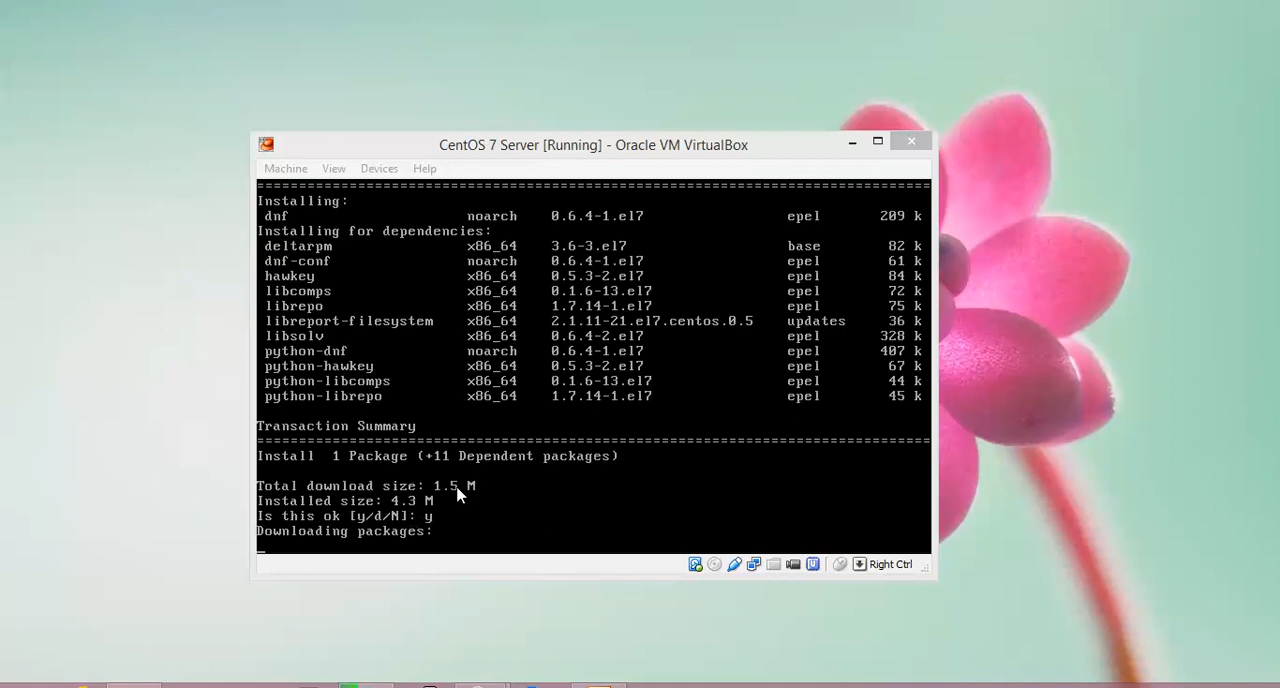 CentOS 7 Server [Running] - Oracle VM VirtualBox
Machine View Devices Help
================================================================================
Installing:
dnf noarch 0.6.4-1.el7 epel 209 k
Installing for dependencies:
deltarpm x86_64 3.6-3.el7 base 82 k
dnf-conf noarch 0.6.4-1.el7 epel 61 k
hawkey x86_64 0.5.3-2.el7 epel 84 k
libcomps x86_64 0.1.6-13.el7 epel 72 k
librepo x86_64 1.7.14-1.el7 epel 75 k
libreport-filesystem x86_64 2.1.11-21.el7.centos.0.5 updates 36 k
libsolv x86_64 0.6.4-2.el7 epel 328 k
python-dnf noarch 0.6.4-1.el7 epel 407 k
python-hawkey x86_64 0.5.3-2.el7 epel 67 k
python-libcomps x86_64 0.1.6-13.el7 epel 44 k
python-librepo x86_64 1.7.14-1.el7 epel 45 k
Transaction Summary
================================================================================
Install 1 Package (+11 Dependent packages)
Total download size: 1.5 M
Installed size: 4.3 M
Is this ok [y/d/N]: y
Downloading packages:
_
Right Ctrl